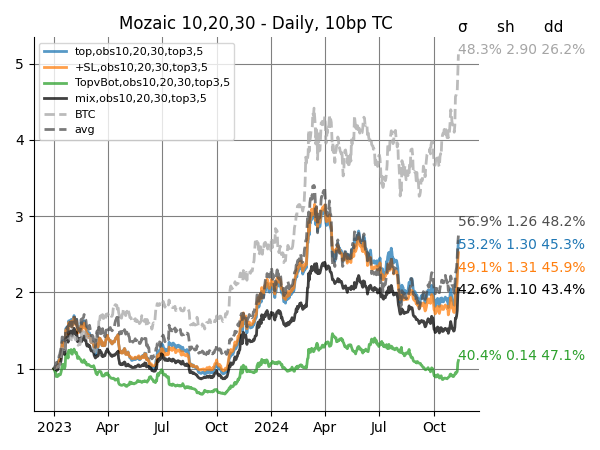 Mozaic 10,20,30 - Daily, 10bp TC
σ sh dd
48.3% 2.90 26.2%
top,obs10,20,30,top3,5
+SL,obs10,20,30,top3,5
TopvBot,obs10,20,30,top3,5
mix,obs10,20,30,top3,5
BTC
avg
5
4
3
2
1
56.9% 1.26 48.2%
53.2% 1.30 45.3%
49.1% 1.31 45.9%
42.6% 1.10 43.4%
40.4% 0.14 47.1%
2023 Apr Jul Oct 2024 Apr Jul Oct